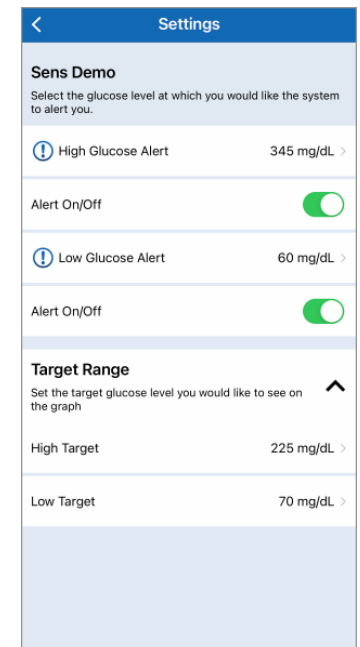 Settings
Sens Demo
Select the glucose level at which you would like the system
to alert you.
High Glucose Alert 345 mg/dL
Alert On/Off
Low Glucose Alert 60 mg/dL
Alert On/Off
Target Range
Set the target glucose level you would like to see on
the graph
High Target 225 mg/dL
Low Target 70 mg/dL